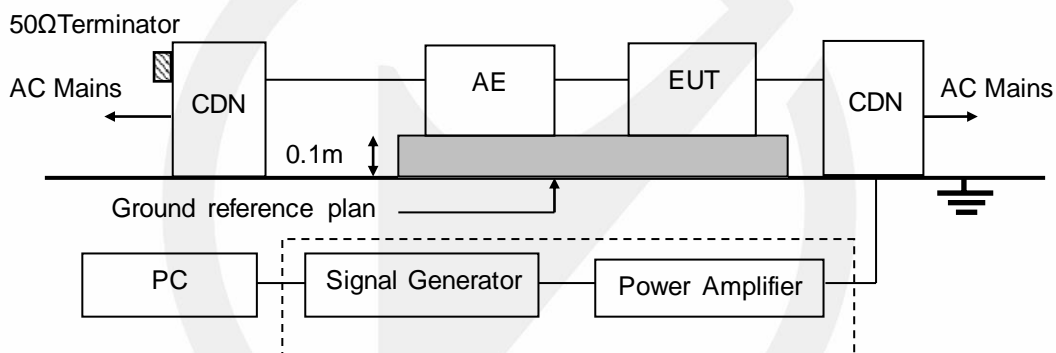 50ΩTerminator
AC Mains
CDN
AE
EUT
CDN
AC Mains
0.1m
Ground reference plan
PC
Signal Generator
Power Amplifier